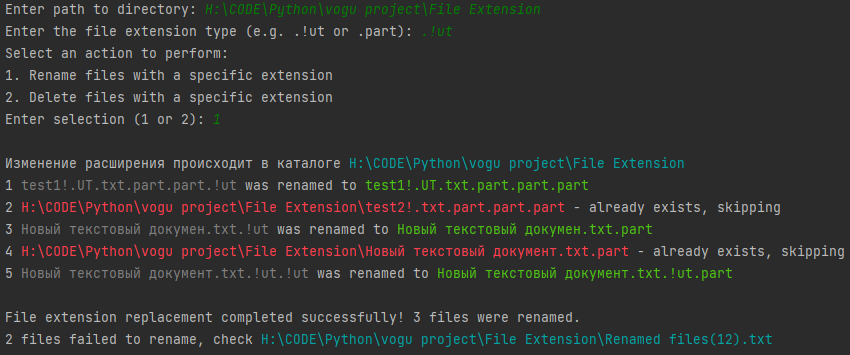 Enter path to directory: H:\CODE\Python\vogu project\File Extension
Enter the file extension type (e.g. .!ut or .part): .!ut
Select an action to perform:
1. Rename files with a specific extension
2. Delete files with a specific extension
Enter selection (1 or 2): 1
Изменение расширения происходит в каталоге H:\CODE\Python\vogu project\File Extension
1 test1!.UT.txt.part.part.!ut was renamed to test1!.UT.txt.part.part.part
2 H:\CODE\Python\vogu project\File Extension\test2!.txt.part.part.part - already exists, skipping
3 Новый текстовый докумен.txt.!ut was renamed to Новый текстовый докумен.txt.part
4 H:\CODE\Python\vogu project\File Extension\Новый текстовый документ.txt.part - already exists, skipping
5 Новый текстовый документ.txt.!ut.!ut was renamed to Новый текстовый документ.txt.!ut.part
File extension replacement completed successfully! 3 files were renamed.
2 files failed to rename, check H:\CODE\Python\vogu project\File Extension\Renamed files(12).txt